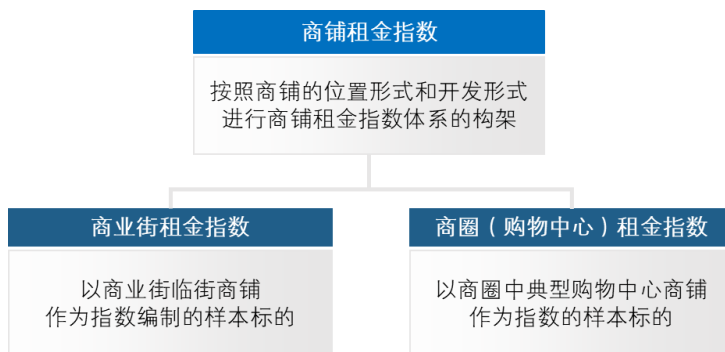 商铺租金指数
按照商铺的位置形式和开发形式
进行商铺租金指数体系的构架
商业街租金指数
以商业街临街商铺
作为指数编制的样本标的
商圈（购物中心）租金指数
以商圈中典型购物中心商铺
作为指数的样本标的